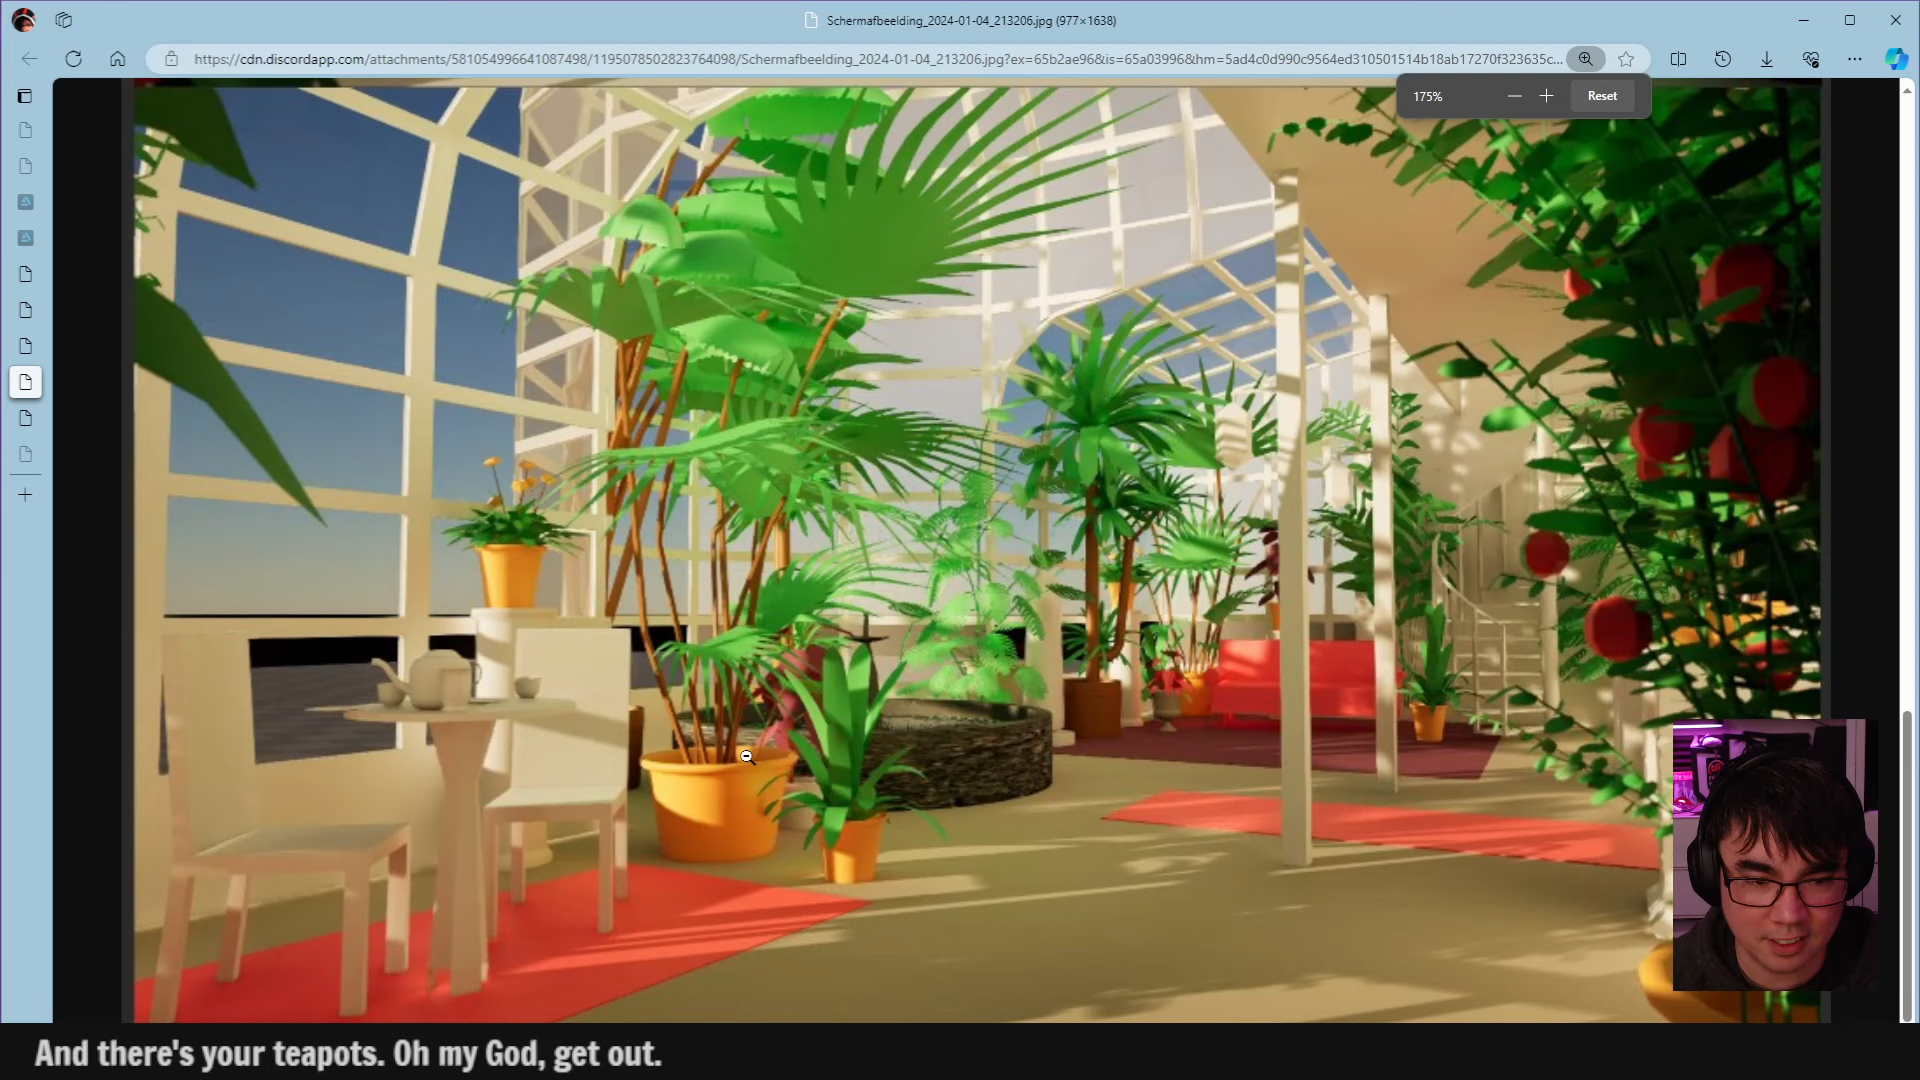 Schermafbeelding_2024-01-04_213206.jpg (977×1638)
https://cdn.discordapp.com/attachments/581054996641087498/1195078502823764098/Schermafbeelding_2024-01-04_213206.jpg?ex=65b2ae96&is=65a03996&hm=5ad4c0d990c9564ed310501514b18ab17270f323635c...
175%
Reset
And there's your teapots. Oh my God, get out.